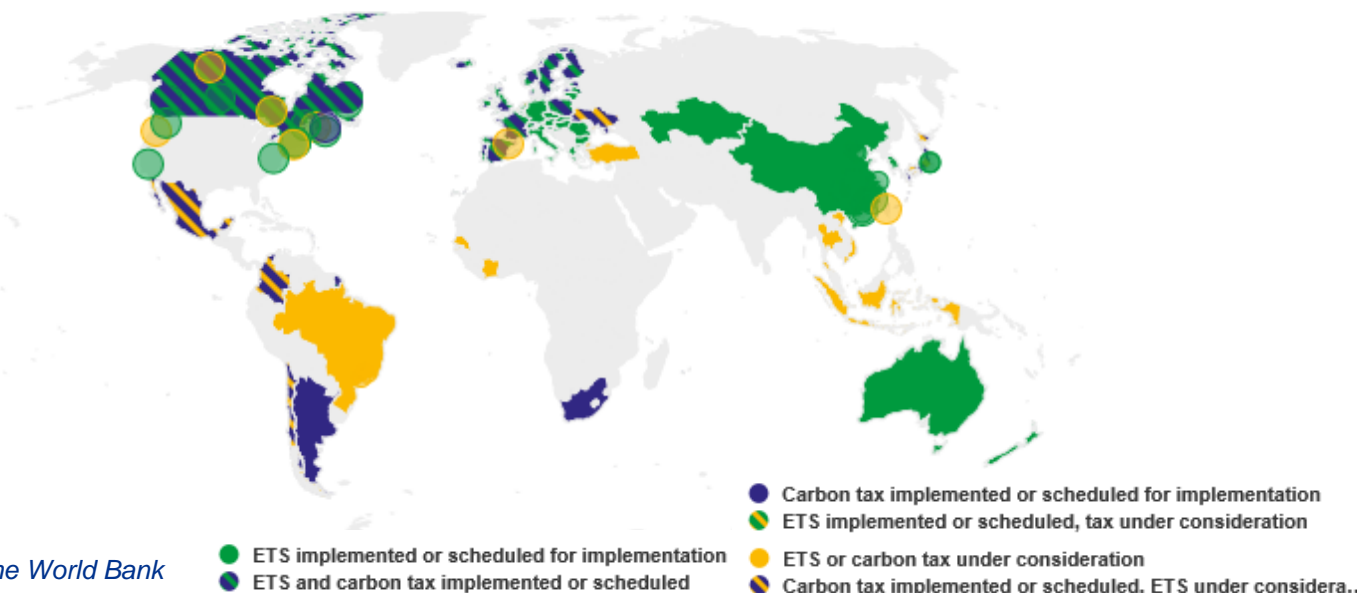 Carbon tax implemented or scheduled for implementation
ETS implemented or scheduled, tax under consideration
ETS implemented or scheduled for implementation
ETS or carbon tax under consideration
ne World Bank
ETS and carbon tax implemented or scheduled
Carbon tax implemented or scheduled, ETS under considera...